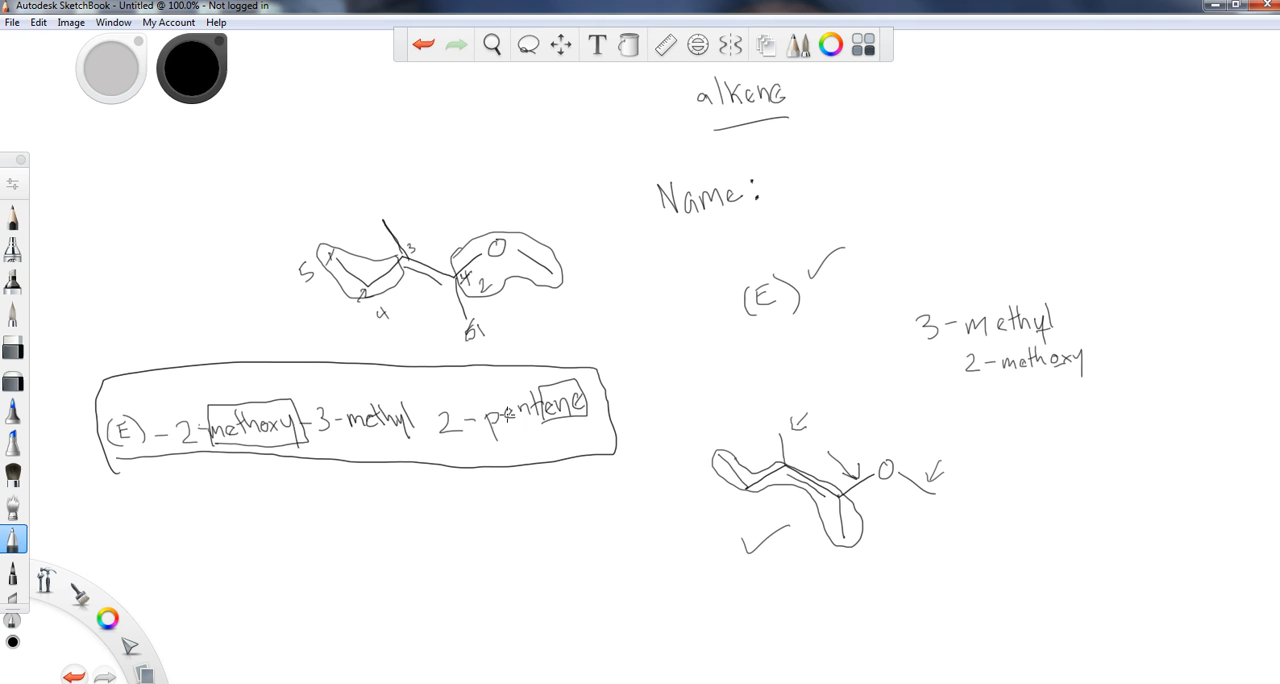 Autodesk SketchBook - Untitled @ 100.0% - Not logged in
File Edit Image Window My Account Help
T
alkene
Name:
(E)
3-methyl
2-methoxy
3
O
5
4
2
2
4
1
(E)-2-methoxy-3-methyl 2-pentene
O